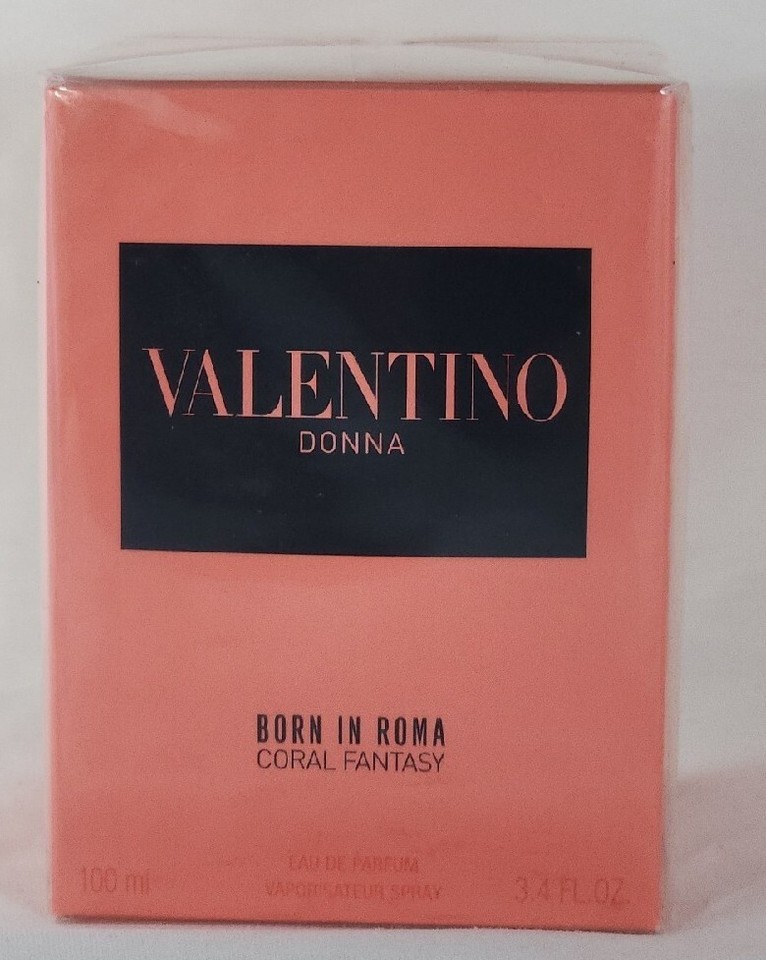 VALENTINO
DONNA
BORN IN ROMA
CORAL FANTASY
EAU DE PARFUM
100 ml VAPORISATEUR SPRAY 3.4 FL.OZ.